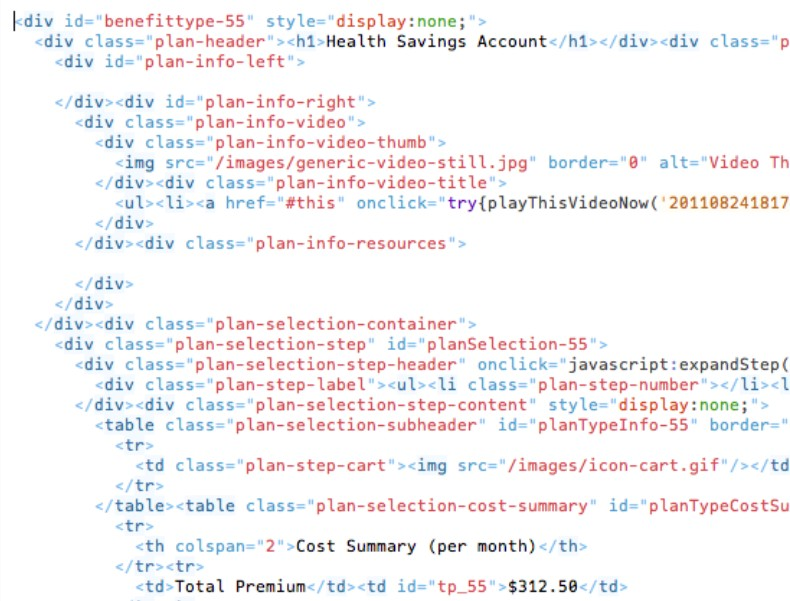 <div id="benefittype-55" style="display:none;">
<div class="plan-header"><h1>Health Savings Account</h1></div><div class="p
<div id="plan-info-left">
</div><div id="plan-info-right">
<div class="plan-info-video">
<div class="plan-info-video-thumb">
<img src="/images/generic-video-still.jpg" border="0" alt="Video Th
</div><div class="plan-info-video-title">
<ul><li><a href="#this" onclick="try{playThisVideoNow('201108241817
</div>
</div><div class="plan-info-resources">
</div>
</div>
</div><div class="plan-selection-container">
<div class="plan-selection-step" id="planSelection-55">
<div class="plan-selection-step-header" onclick="javascript:expandStep(
<div class="plan-step-label"><ul><li class="plan-step-number"></li><l
</div><div class="plan-selection-step-content" style="display:none;">
<table class="plan-selection-subheader" id="planTypeInfo-55" border="
<tr>
<td class="plan-step-cart"><img src="/images/icon-cart.gif"/></td
</tr>
</table><table class="plan-selection-cost-summary" id="planTypeCostSu
<tr>
<th colspan="2">Cost Summary (per month)</th>
</tr><tr>
<td>Total Premium</td><td id="tp_55">$312.50</td>